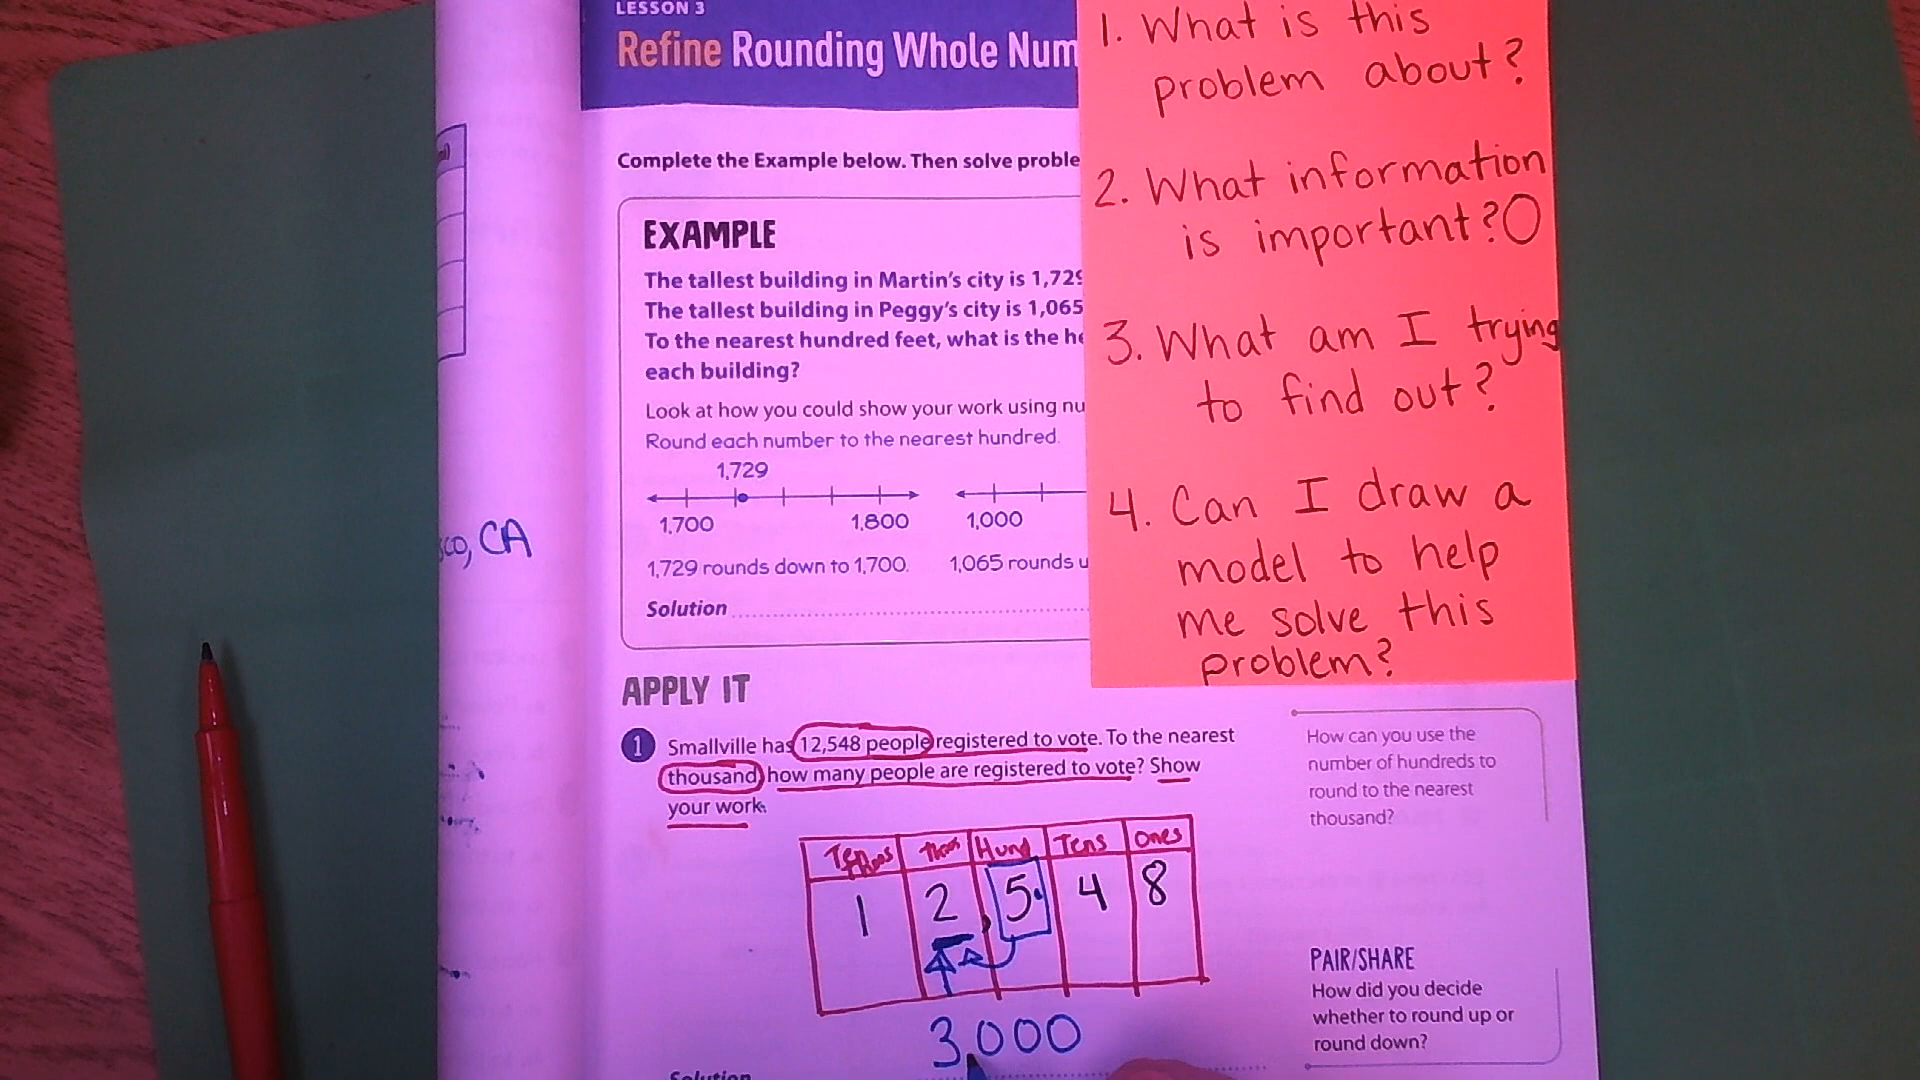 LESSON 3
Refine Rounding Whole Num
Complete the Example below. Then solve proble
EXAMPLE
The tallest building in Martin's city is 1,729
The tallest building in Peggy's city is 1,065
To the nearest hundred feet, what is the he
each building?
Look at how you could show your work using nu
Round each number to the nearest hundred.
1,729
1,700 1,800 1,000
1,729 rounds down to 1,700. 1,065 rounds u
Solution
1. What is this
problem about?
2. What information
is important?
3. What am I trying
to find out?
4. Can I draw a
model to help
me solve this
problem?
CO, CA
APPLY IT
1 Smallville has 12,548 people registered to vote. To the nearest
thousand how many people are registered to vote? Show
your work.
Ten Thous Thous Hund Tens Ones
1 2 , 5 4 8
3,000
Solution
How can you use the
number of hundreds to
round to the nearest
thousand?
PAIR/SHARE
How did you decide
whether to round up or
round down?